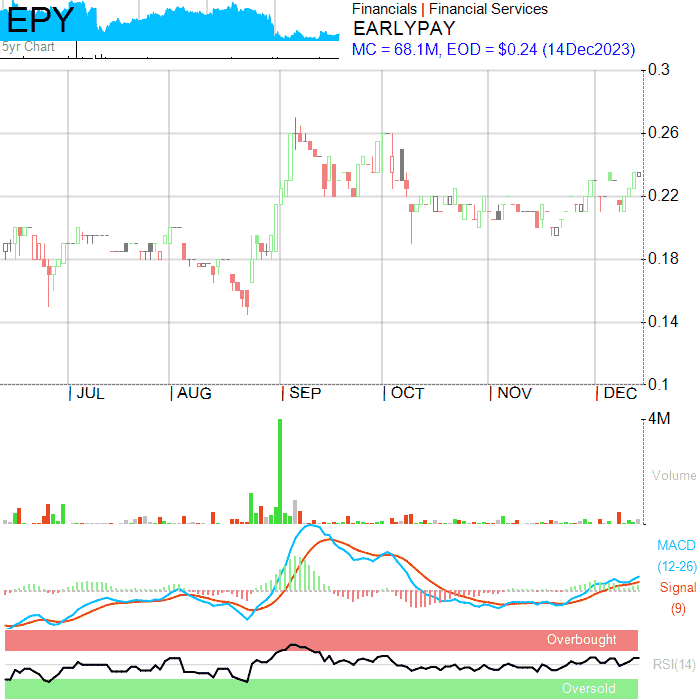 EPY
5yr Chart
Financials | Financial Services
EARLYPAY
MC = 68.1M, EOD = $0.24 (14Dec2023)
0.3
0.26
0.22
0.18
0.14
0.1
JUL AUG SEP OCT NOV DEC
4M
Volume
MACD
(12-26)
Signal
(9)
Overbought
RSI(14)
Oversold